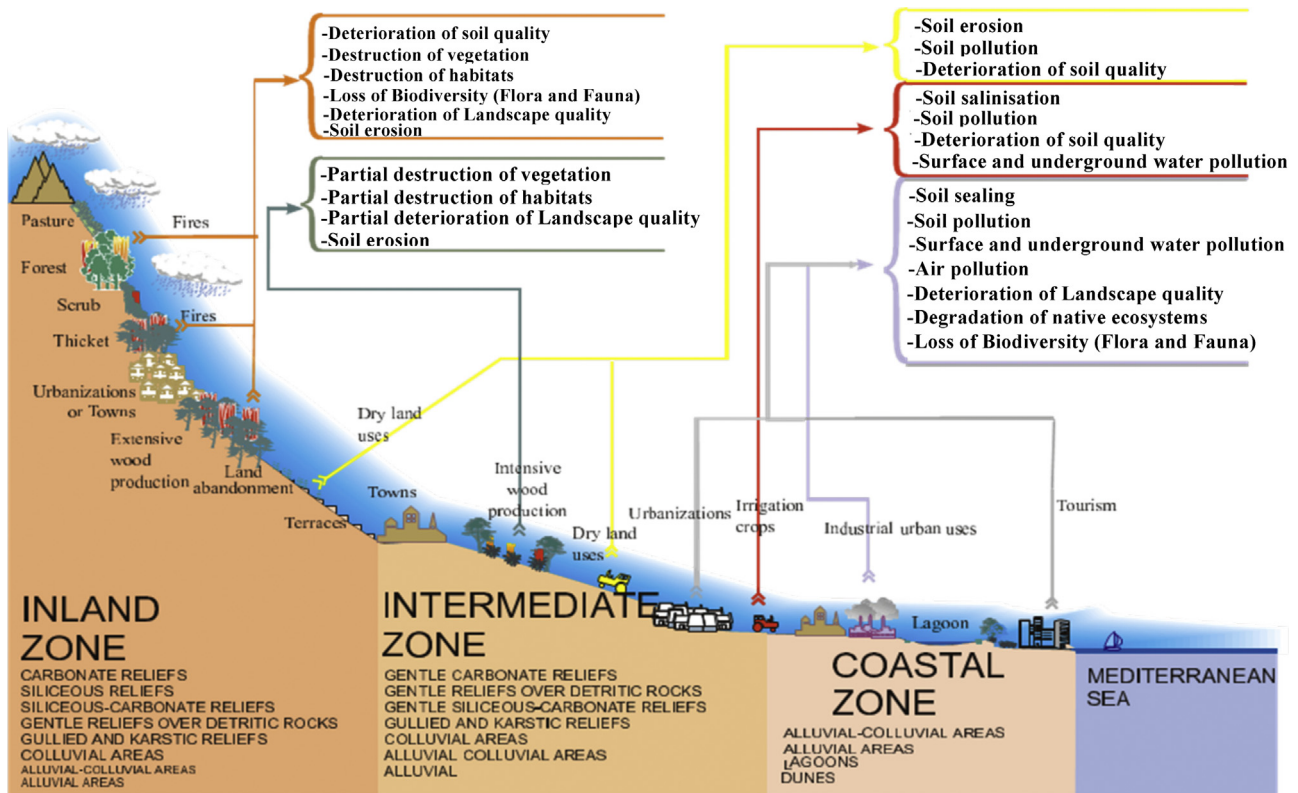 -Deterioration of soil quality
-Destruction of vegetation
-Destruction of habitats
-Loss of Biodiversity (Flora and Fauna)
-Deterioration of Landscape quality
-Soil erosion
-Partial destruction of vegetation
-Partial destruction of habitats
-Partial deterioration of Landscape quality
-Soil erosion
-Soil erosion
-Soil pollution
-Deterioration of soil quality
-Soil salinisation
-Soil pollution
-Deterioration of soil quality
-Surface and underground water pollution
-Soil sealing
-Soil pollution
-Surface and underground water pollution
-Air pollution
-Deterioration of Landscape quality
-Degradation of native ecosystems
-Loss of Biodiversity (Flora and Fauna)
Pasture
Fires
Forest
Scrub
Fires
Thicket
Urbanizations
or Towns
Extensive
wood
production
Land
abandonment
Dry land
uses
Terraces
Towns
Intensive
wood
production
Dry land
uses
Urbanizations
Irrigation
crops
Industrial urban uses
Tourism
Lagoon
INLAND
ZONE
CARBONATE RELIEFS
SILICEOUS RELIEFS
SILICEOUS-CARBONATE RELIEFS
GENTLE RELIEFS OVER DETRITIC ROCKS
GULLIED AND KARSTIC RELIEFS
COLLUVIAL AREAS
ALLUVIAL-COLLUVIAL AREAS
ALLUVIAL AREAS
INTERMEDIATE
ZONE
GENTLE CARBONATE RELIEFS
GENTLE RELIEFS OVER DETRITIC ROCKS
GENTLE SILICEOUS-CARBONATE RELIEFS
GULLIED AND KARSTIC RELIEFS
COLLUVIAL AREAS
ALLUVIAL COLLUVIAL AREAS
ALLUVIAL
COASTAL
ZONE
ALLUVIAL-COLLUVIAL AREAS
ALLUVIAL AREAS
LAGOONS
DUNES
MEDITERRANEAN
SEA